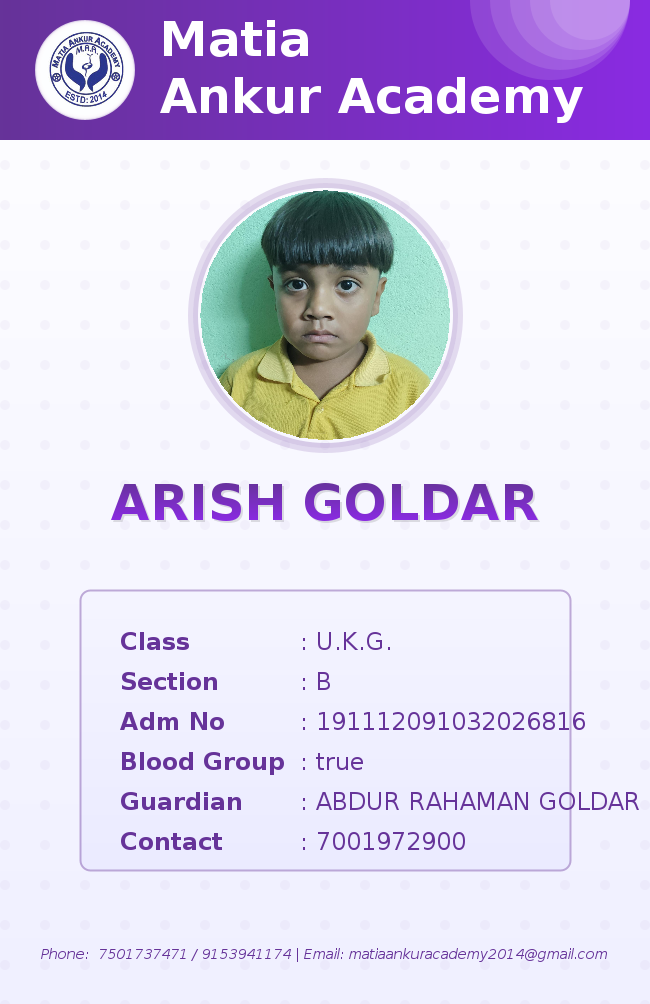 Matia
Ankur Academy
MATIA ANKUR ACADEMY
M.A.A.
ESTD: 2014
ARISH GOLDAR
Class : U.K.G.
Section : B
Adm No : 191112091032026816
Blood Group : true
Guardian : ABDUR RAHAMAN GOLDAR
Contact : 7001972900
Phone: 7501737471 / 9153941174 | Email: matiaankuracademy2014@gmail.com